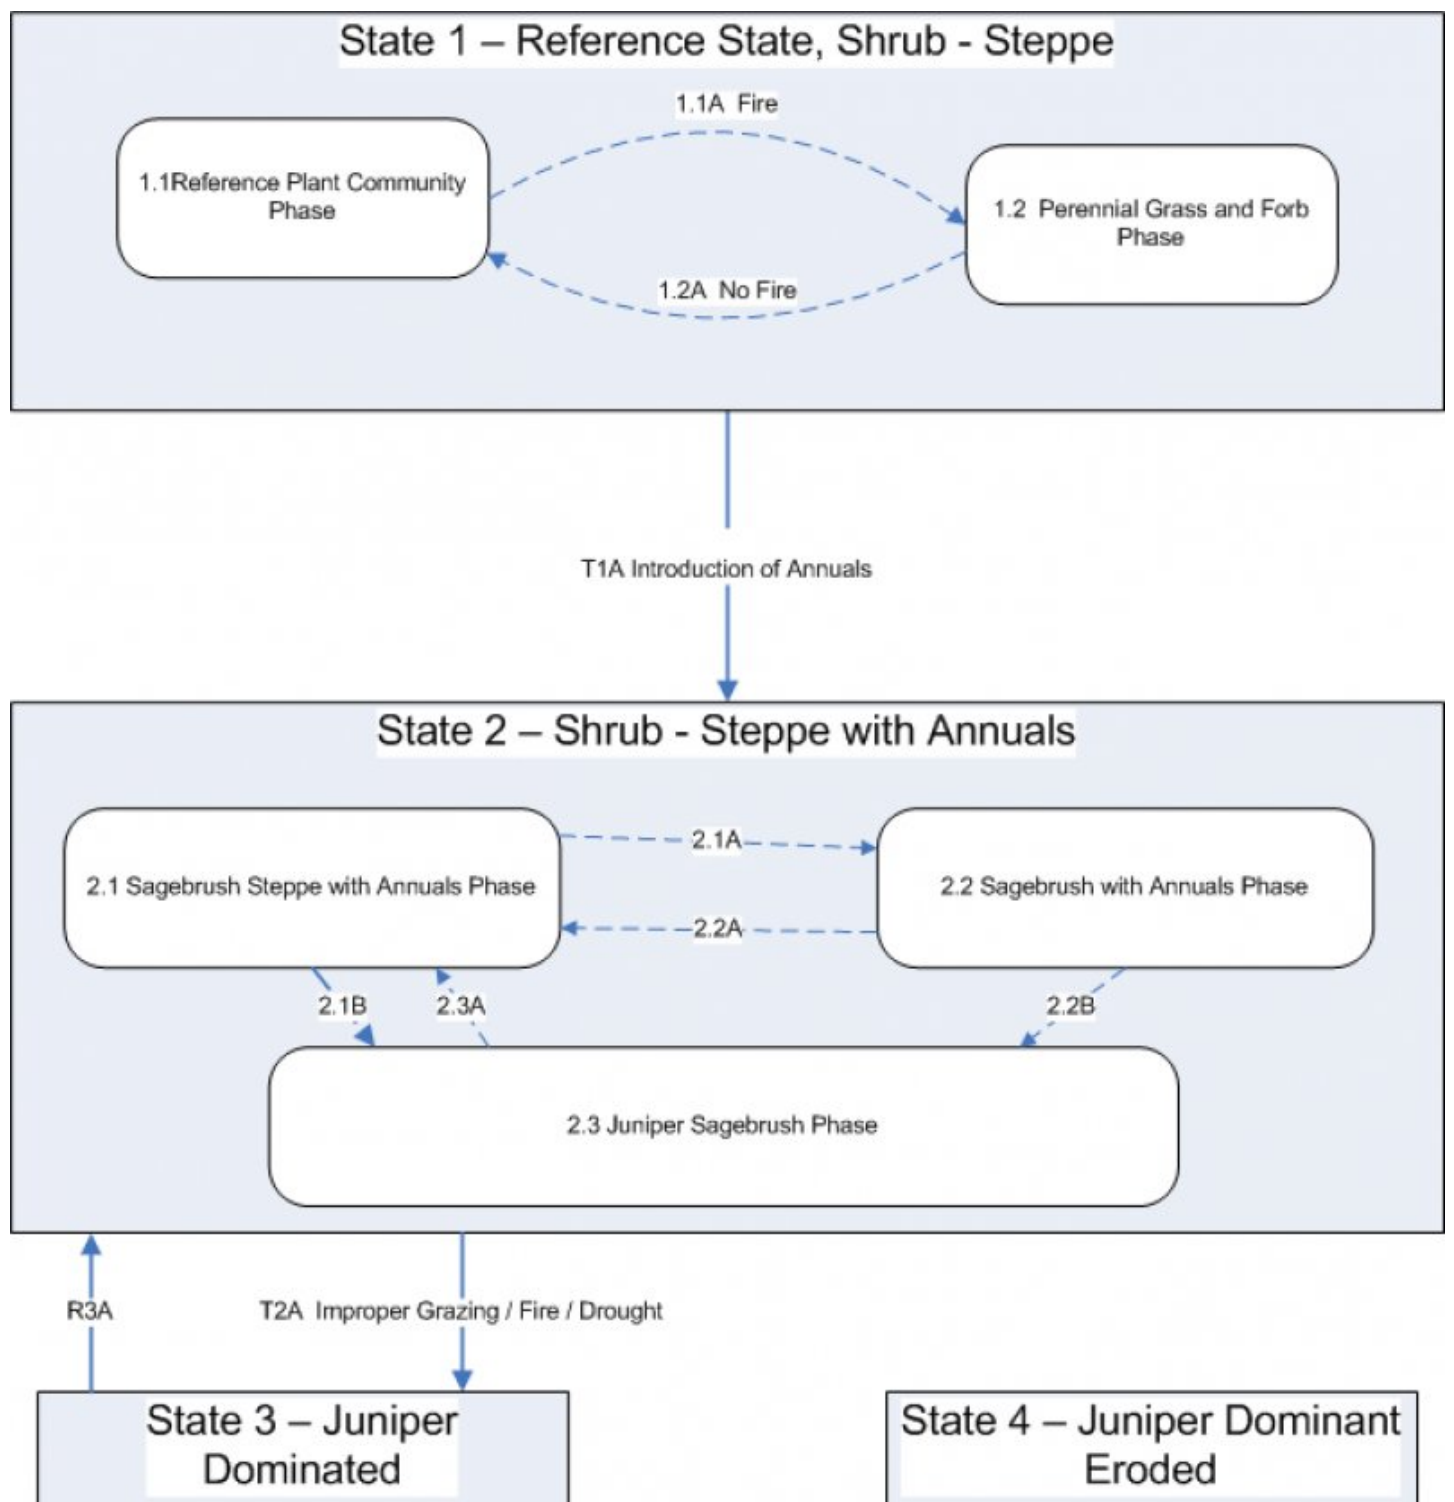 State 1 – Reference State, Shrub - Steppe
1.1A  Fire
1.1Reference Plant Community
Phase
1.2  Perennial Grass and Forb
Phase
1.2A  No Fire
T1A Introduction of Annuals
State 2 – Shrub - Steppe with Annuals
2.1A
2.1 Sagebrush Steppe with Annuals Phase
2.2 Sagebrush with Annuals Phase
2.2A
2.1B
2.3A
2.2B
2.3 Juniper Sagebrush Phase
R3A
T2A  Improper Grazing / Fire / Drought
State 3 – Juniper
Dominated
State 4 – Juniper Dominant
Eroded